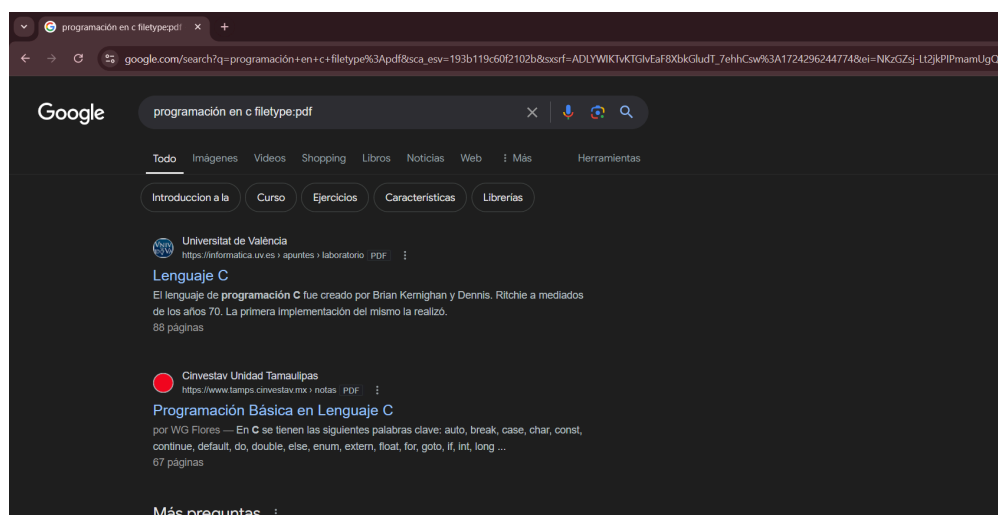 programación en c filetype:pdf
google.com/search?q=programación+en+c+filetype%3Apdf&sca_esv=193b119c60f2102b&sxsrf=ADLYWIKTvKTGlvEaF8XbkGludT_7ehhCsw%3A1724296244774&ei=NKzGZsj-Lt2jkPIPmamUgQ
Google
programación en c filetype:pdf
Todo Imágenes Videos Shopping Libros Noticias Web Más Herramientas
Introduccion a la Curso Ejercicios Características Librerías
Universitat de València
https://informatica.uv.es › apuntes › laboratorio PDF
Lenguaje C
El lenguaje de programación C fue creado por Brian Kernighan y Dennis. Ritchie a mediados
de los años 70. La primera implementación del mismo la realizó.
88 páginas
Cinvestav Unidad Tamaulipas
https://www.tamps.cinvestav.mx › notas PDF
Programación Básica en Lenguaje C
por WG Flores — En C se tienen las siguientes palabras clave: auto, break, case, char, const,
continue, default, do, double, else, enum, extern, float, for, goto, if, int, long ...
67 páginas
Más preguntas